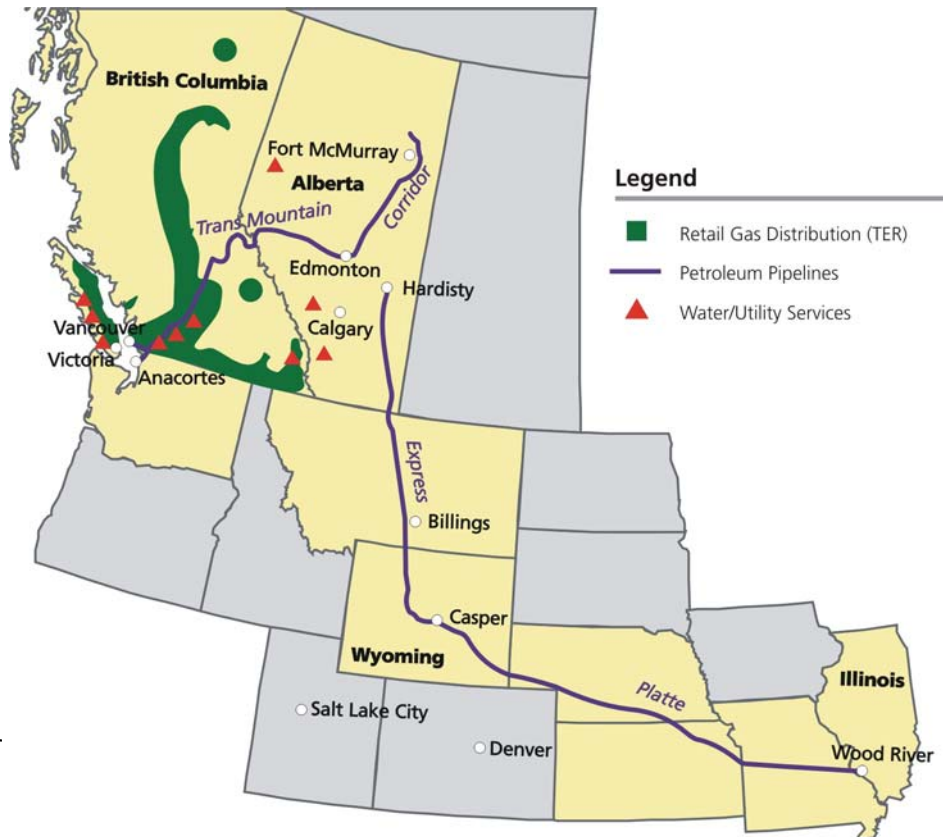 British Columbia
Fort McMurray
Alberta
Corridor
Trans Mountain
Edmonton
Hardisty
Calgary
Vancouver
Victoria
Anacortes
Express
Billings
Casper
Wyoming
Platte
Illinois
Salt Lake City
Denver
Wood River
Legend
Retail Gas Distribution (TER)
Petroleum Pipelines
Water/Utility Services